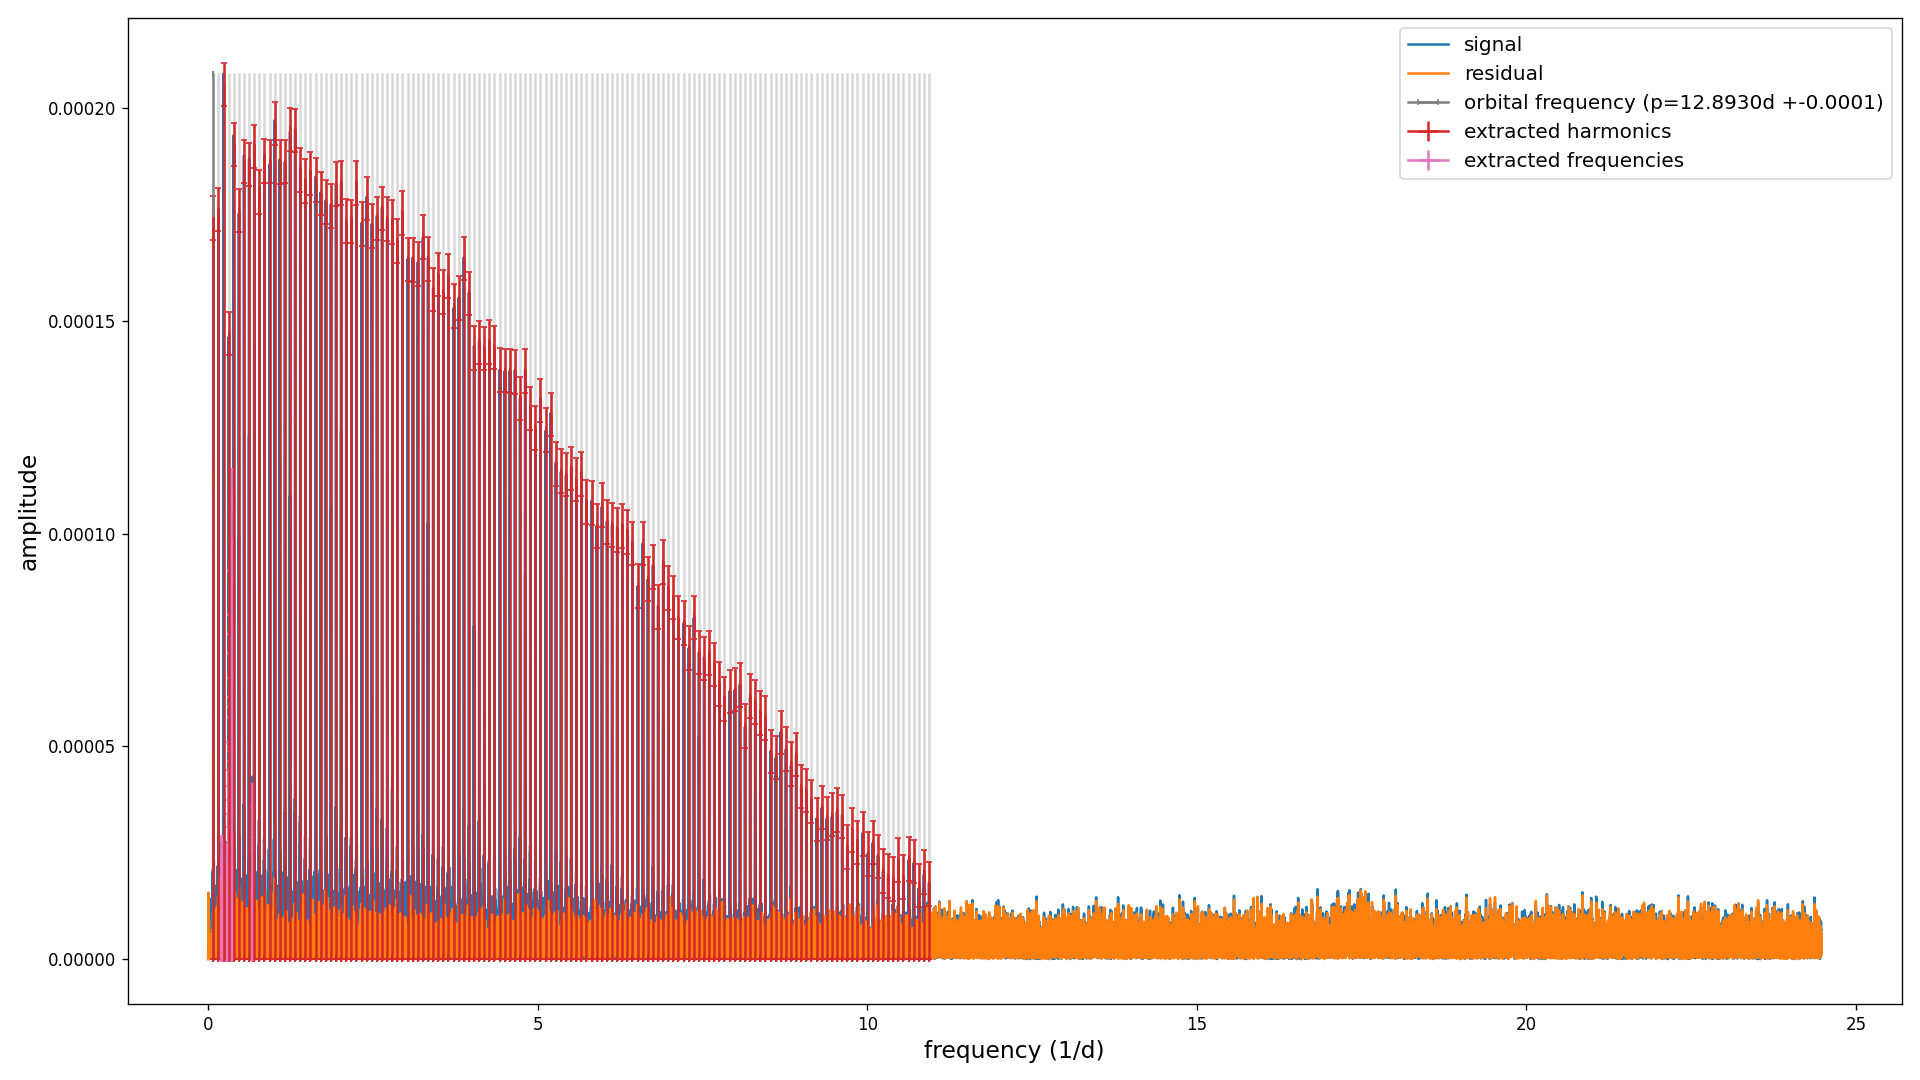 signal
residual
orbital frequency (p=12.8930d +-0.0001)
extracted harmonics
extracted frequencies
0.00020
0.00015
0.00010
0.00005
0.00000
amplitude
0 5 10 15 20 25
frequency (1/d)